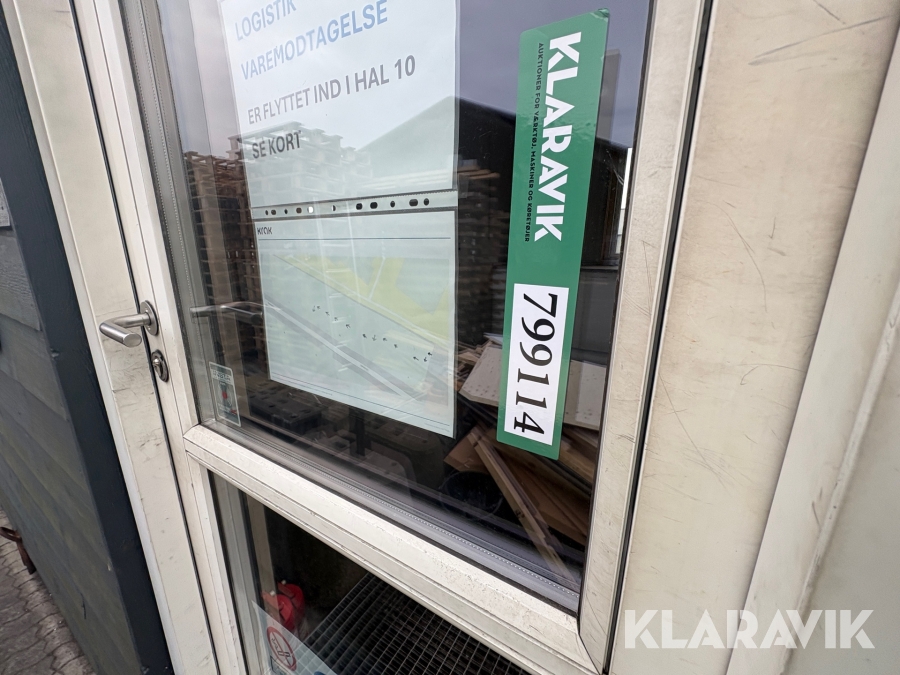 LOGISTIK
VAREMODTAGELSE
ER FLYTTET IND I HAL 10
SE KORT
KLARAVIK
AUKTIONER FOR VÆRKTØJ, MASKINER OG KØRETØJER
799114
KLARAVIK